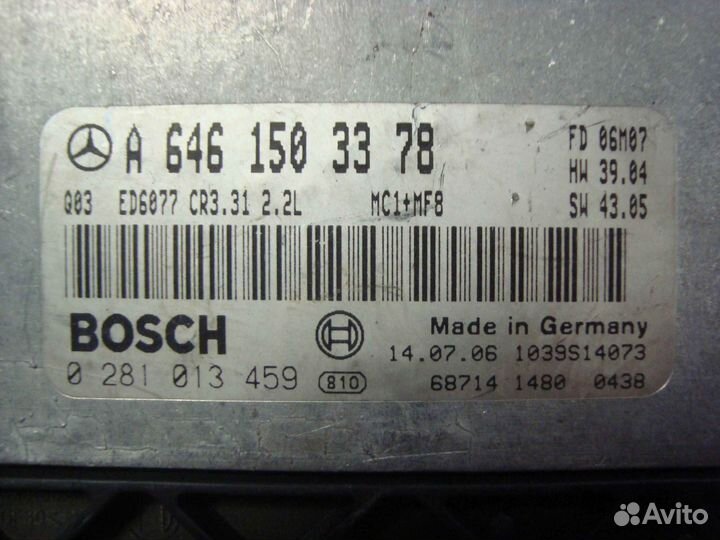 A 646 150 33 78
FD 06M07
HW 39.04
Q03 ED6077 CR3.31 2.2L MC1+MF8 SW 43.05
BOSCH
Made in Germany
14.07.06 1039S14073
0 281 013 459 810 68714 1480 0438
Avito